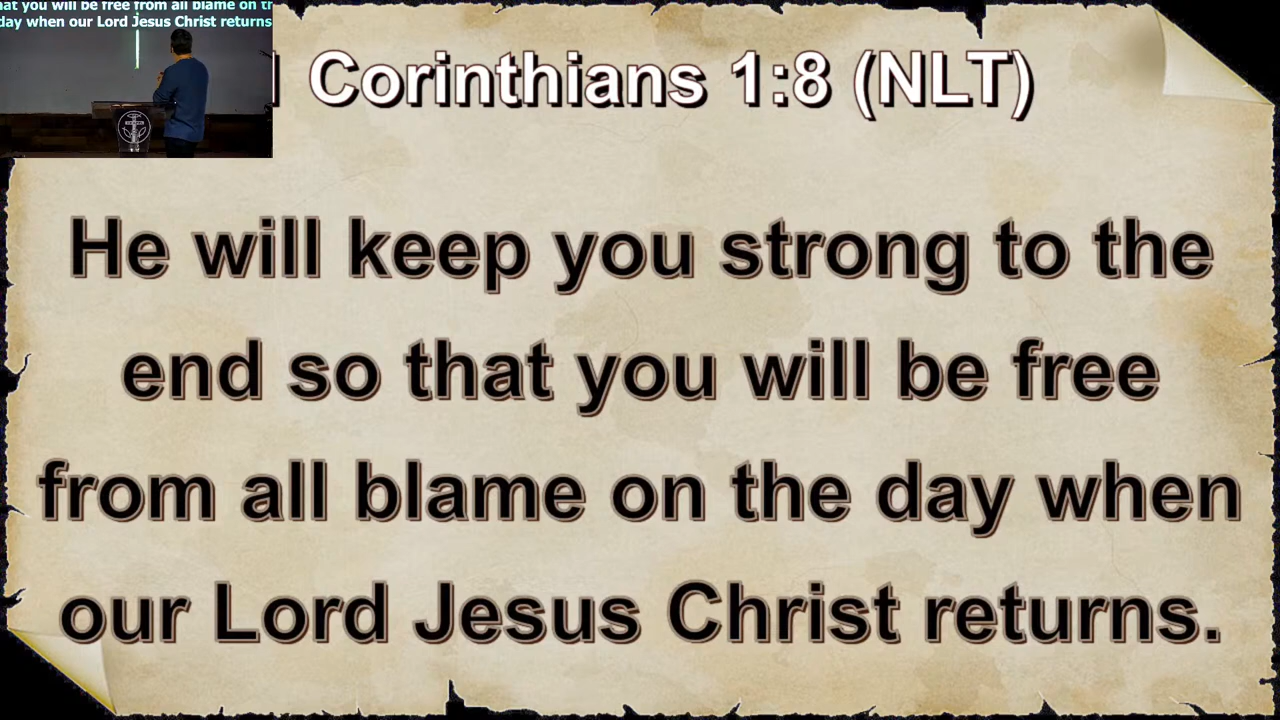 hat you will be free from all blame on th
day when our Lord Jesus Christ returns
Corinthians 1:8 (NLT)
He will keep you strong to the
end so that you will be free
from all blame on the day when
our Lord Jesus Christ returns.